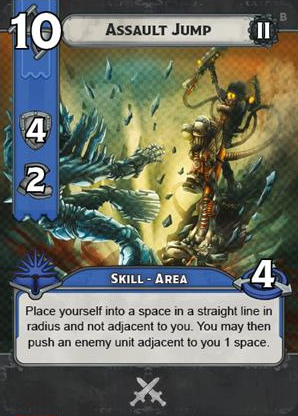 10
ASSAULT JUMP
II
B
4
2
SKILL - AREA
4
Place yourself into a space in a straight line in
radius and not adjacent to you. You may then
push an enemy unit adjacent to you 1 space.